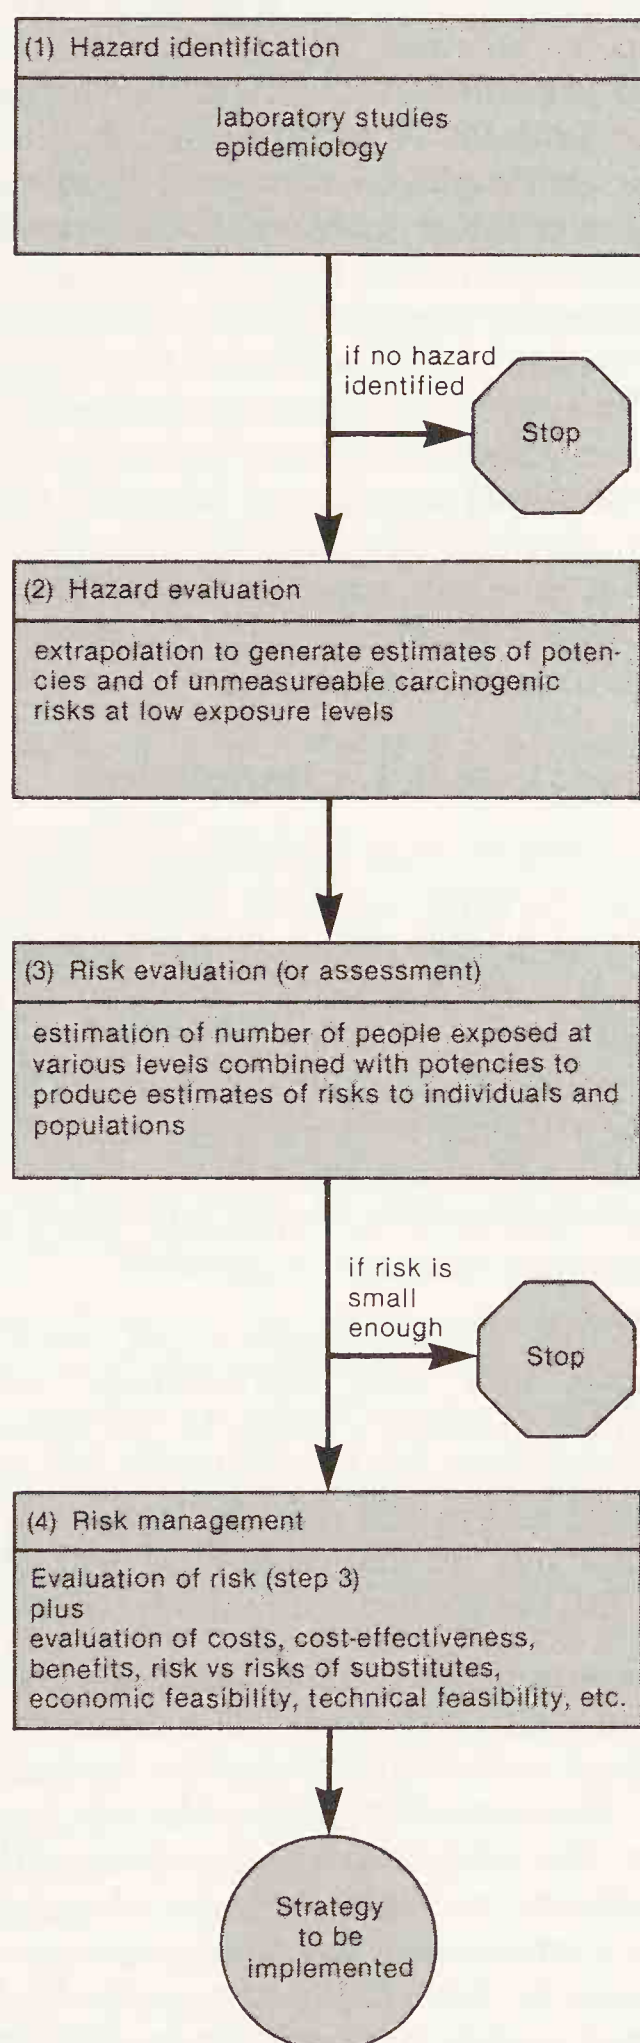 (1) Hazard identification
laboratory studies
epidemiology
if no hazard
identified
Stop
(2) Hazard evaluation
extrapolation to generate estimates of poten-
cies and of unmeasureable carcinogenic
risks at low exposure levels
(3) Risk evaluation (or assessment)
estimation of number of people exposed at
various levels combined with potencies to
produce estimates of risks to individuals and
populations
if risk is
small
enough
Stop
(4) Risk management
Evaluation of risk (step 3)
plus
evaluation of costs, cost-effectiveness,
benefits, risk vs risks of substitutes,
economic feasibility, technical feasibility, etc.
Strategy
to be
implemented